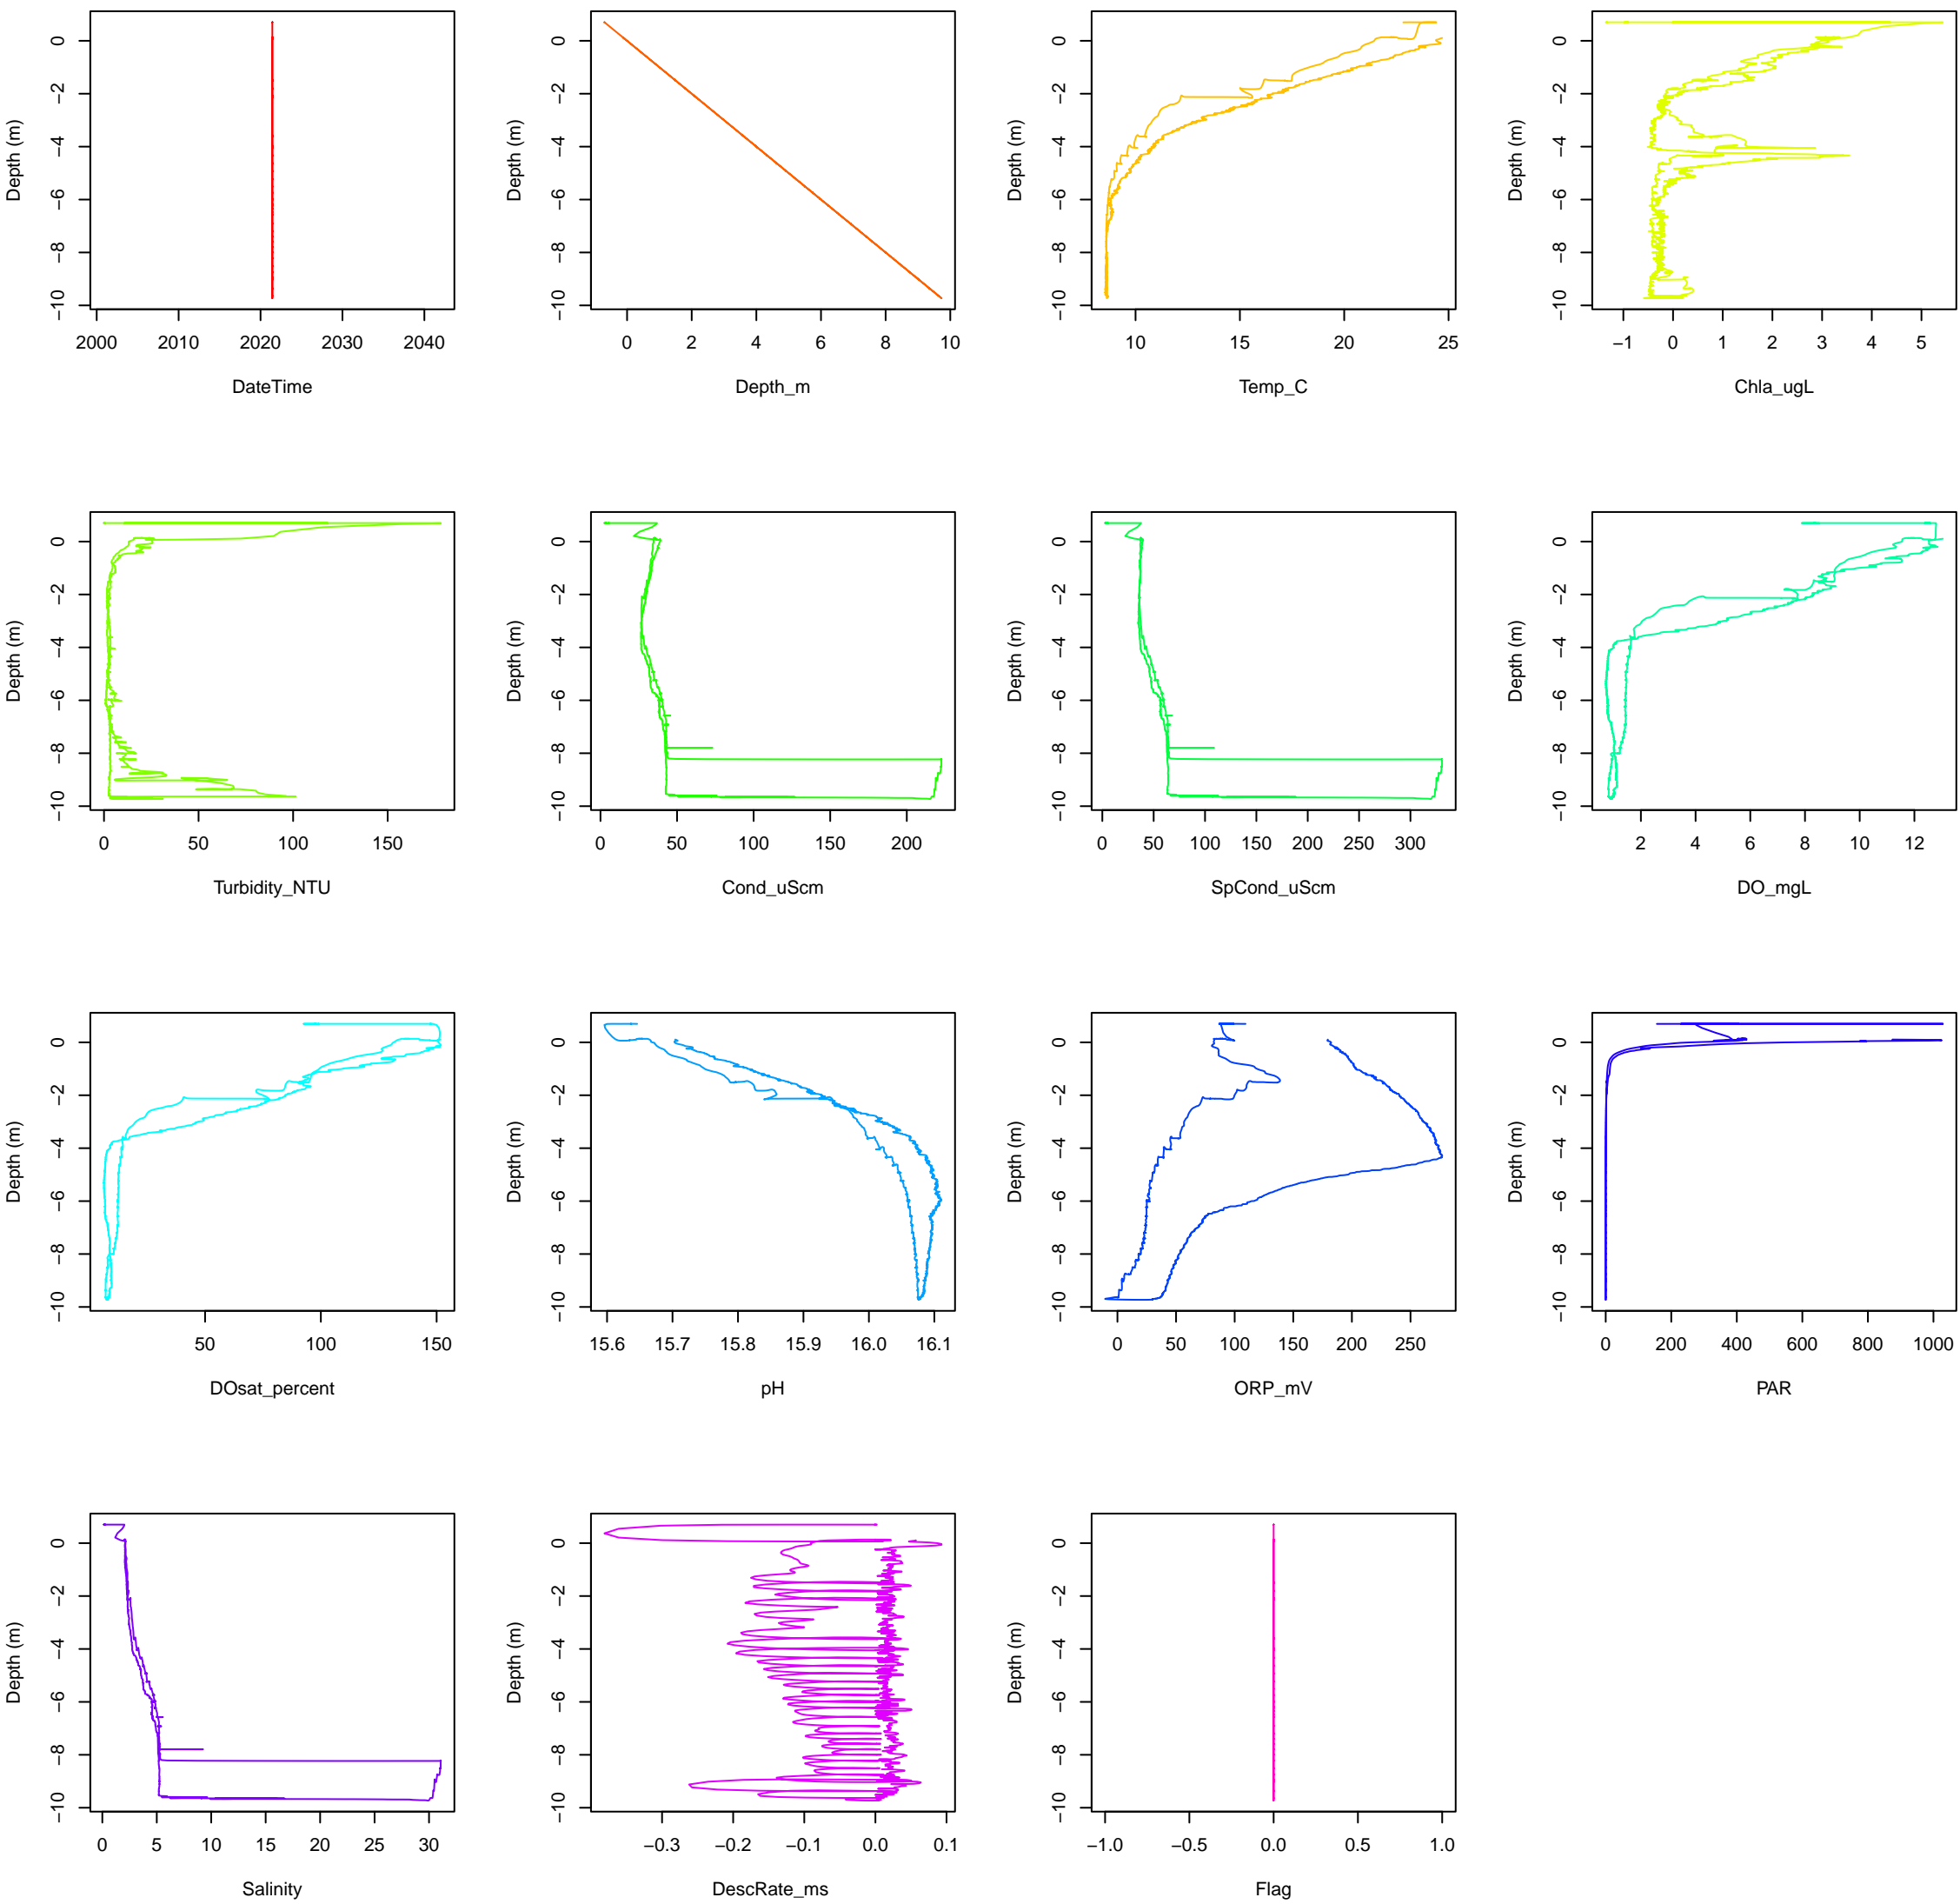 Depth (m)
0
−2
−4
−6
−8
−10
2000 2010 2020 2030 2040
DateTime
Depth (m)
0
−2
−4
−6
−8
−10
0 2 4 6 8 10
Depth_m
Depth (m)
0
−2
−4
−6
−8
−10
10 15 20 25
Temp_C
Depth (m)
0
−2
−4
−6
−8
−10
−1 0 1 2 3 4 5
Chla_ugL
Depth (m)
0
−2
−4
−6
−8
−10
0 50 100 150
Turbidity_NTU
Depth (m)
0
−2
−4
−6
−8
−10
0 50 100 150 200
Cond_uScm
Depth (m)
0
−2
−4
−6
−8
−10
0 50 100 150 200 250 300
SpCond_uScm
Depth (m)
0
−2
−4
−6
−8
−10
2 4 6 8 10 12
DO_mgL
Depth (m)
0
−2
−4
−6
−8
−10
50 100 150
DOsat_percent
Depth (m)
0
−2
−4
−6
−8
−10
15.6 15.7 15.8 15.9 16.0 16.1
pH
Depth (m)
0
−2
−4
−6
−8
−10
0 50 100 150 200 250
ORP_mV
Depth (m)
0
−2
−4
−6
−8
−10
0 200 400 600 800 1000
PAR
Depth (m)
0
−2
−4
−6
−8
−10
0 5 10 15 20 25 30
Salinity
Depth (m)
0
−2
−4
−6
−8
−10
−0.3 −0.2 −0.1 0.0 0.1
DescRate_ms
Depth (m)
0
−2
−4
−6
−8
−10
−1.0 −0.5 0.0 0.5 1.0
Flag